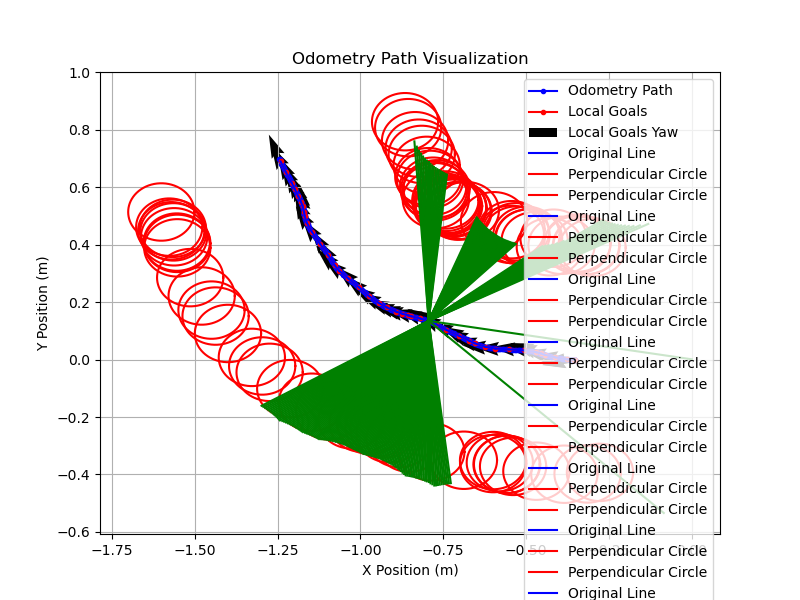 Odometry Path Visualization
Y Position (m)
1.0
0.8
0.6
0.4
0.2
0.0
−0.2
−0.4
−0.6
−1.75
−1.50
−1.25
−1.00
−0.75
−0.50
X Position (m)
Odometry Path
Local Goals
Local Goals Yaw
Original Line
Perpendicular Circle
Perpendicular Circle
Original Line
Perpendicular Circle
Perpendicular Circle
Original Line
Perpendicular Circle
Perpendicular Circle
Original Line
Perpendicular Circle
Perpendicular Circle
Original Line
Perpendicular Circle
Perpendicular Circle
Original Line
Perpendicular Circle
Perpendicular Circle
Original Line
Perpendicular Circle
Perpendicular Circle
Original Line